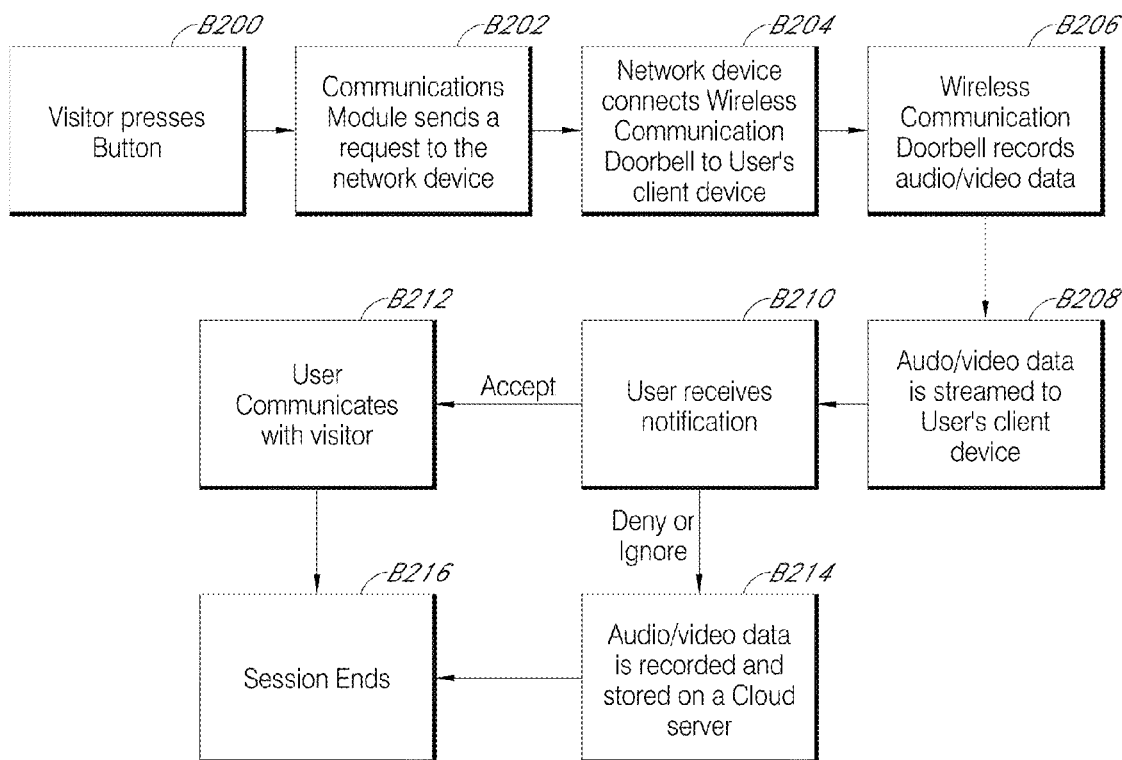 B200
Visitor presses
Button
B202
Communications
Module sends a
request to the
network device
B204
Network device
connects Wireless
Communication
Doorbell to User's
client device
B206
Wireless
Communication
Doorbell records
audio/video data
B208
Audo/video data
is streamed to
User's client
device
B210
User receives
notification
Accept
B212
User
Communicates
with visitor
Deny or
Ignore
B214
Audio/video data
is recorded and
stored on a Cloud
server
B216
Session Ends